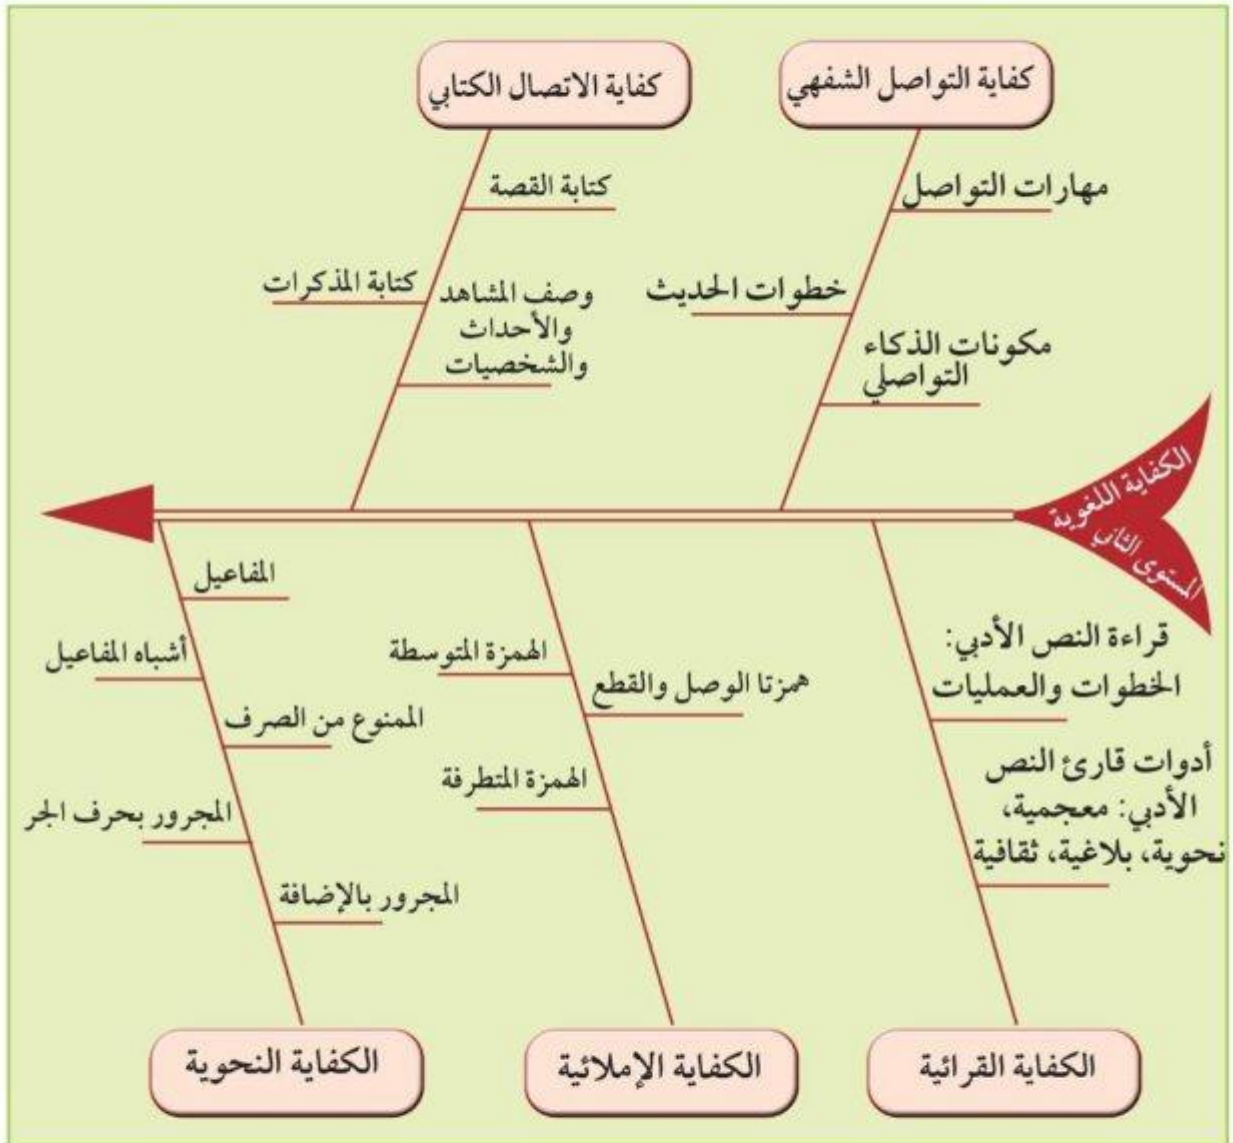 كفاية التواصل الشفهي
مهارات التواصل
خطوات الحديث
مكونات الذكاء
التواصلي
كفاية الاتصال الكتابي
كتابة القصة
كتابة المذكرات
وصف المشاهد
والأحداث
والشخصيات
الكفاية اللغوية
المستوى الثاني
قراءة النص الأدبي:
الخطوات والعمليات
أدوات قارئ النص
الأدبي: معجمية،
نحوية، بلاغية، ثقافية
الكفاية القرائية
الهمزة المتوسطة
همزتا الوصل والقطع
الهمزة المتطرفة
الكفاية الإملائية
المفاعيل
أشباه المفاعيل
الممنوع من الصرف
المجرور بحرف الجر
المجرور بالإضافة
الكفاية النحوية